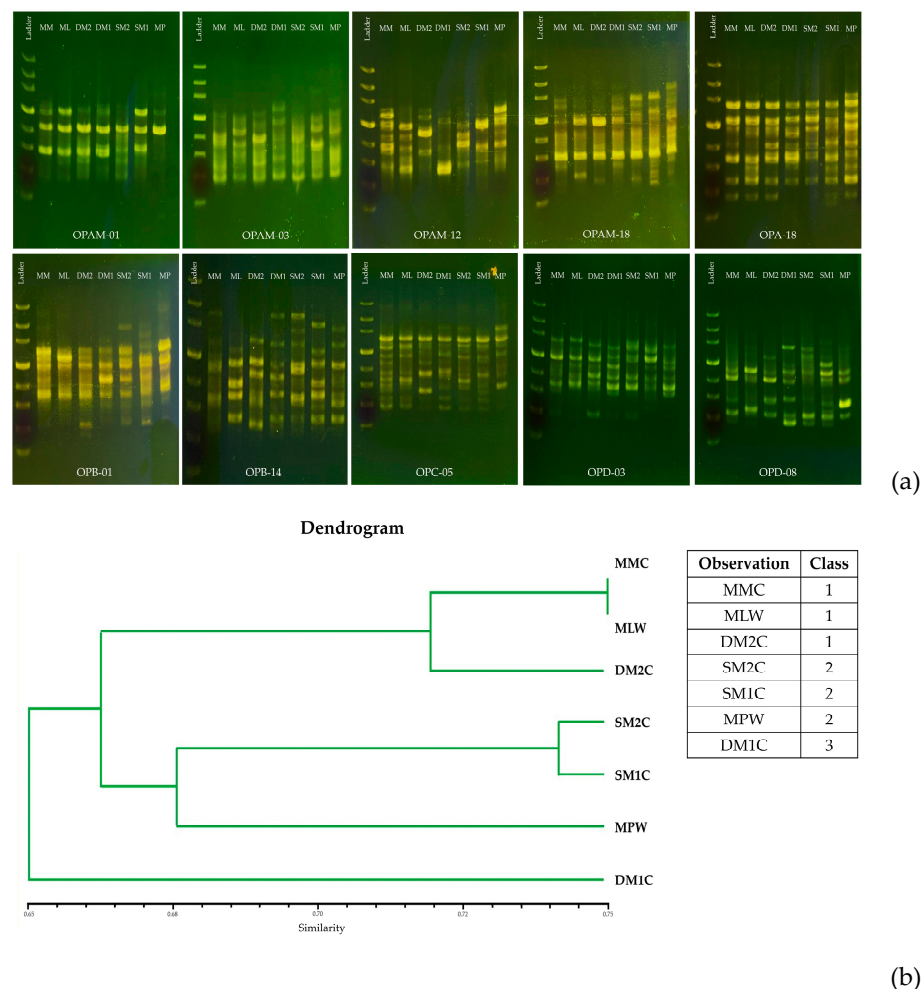 Ladder MM ML DM2 DM1 SM2 SM1 MP
OPAM-01
Ladder MM ML DM2 DM1 SM2 SM1 MP
OPAM-03
Ladder MM ML DM2 DM1 SM2 SM1 MP
OPAM-12
Ladder MM ML DM2 DM1 SM2 SM1 MP
OPAM-18
Ladder MM ML DM2 DM1 SM2 SM1 MP
OPA-18
Ladder MM ML DM2 DM1 SM2 SM1 MP
OPB-01
Ladder MM ML DM2 DM1 SM2 SM1 MP
OPB-14
Ladder MM ML DM2 DM1 SM2 SM1 MP
OPC-05
Ladder MM ML DM2 DM1 SM2 SM1 MP
OPD-03
Ladder MM ML DM2 DM1 SM2 SM1 MP
OPD-08
(a)
Dendrogram
MMC
MLW
DM2C
SM2C
SM1C
MPW
DM1C
0.65 0.68 0.70 0.72 0.75
Similarity
Observation Class
MMC 1
MLW 1
DM2C 1
SM2C 2
SM1C 2
MPW 2
DM1C 3
(b)